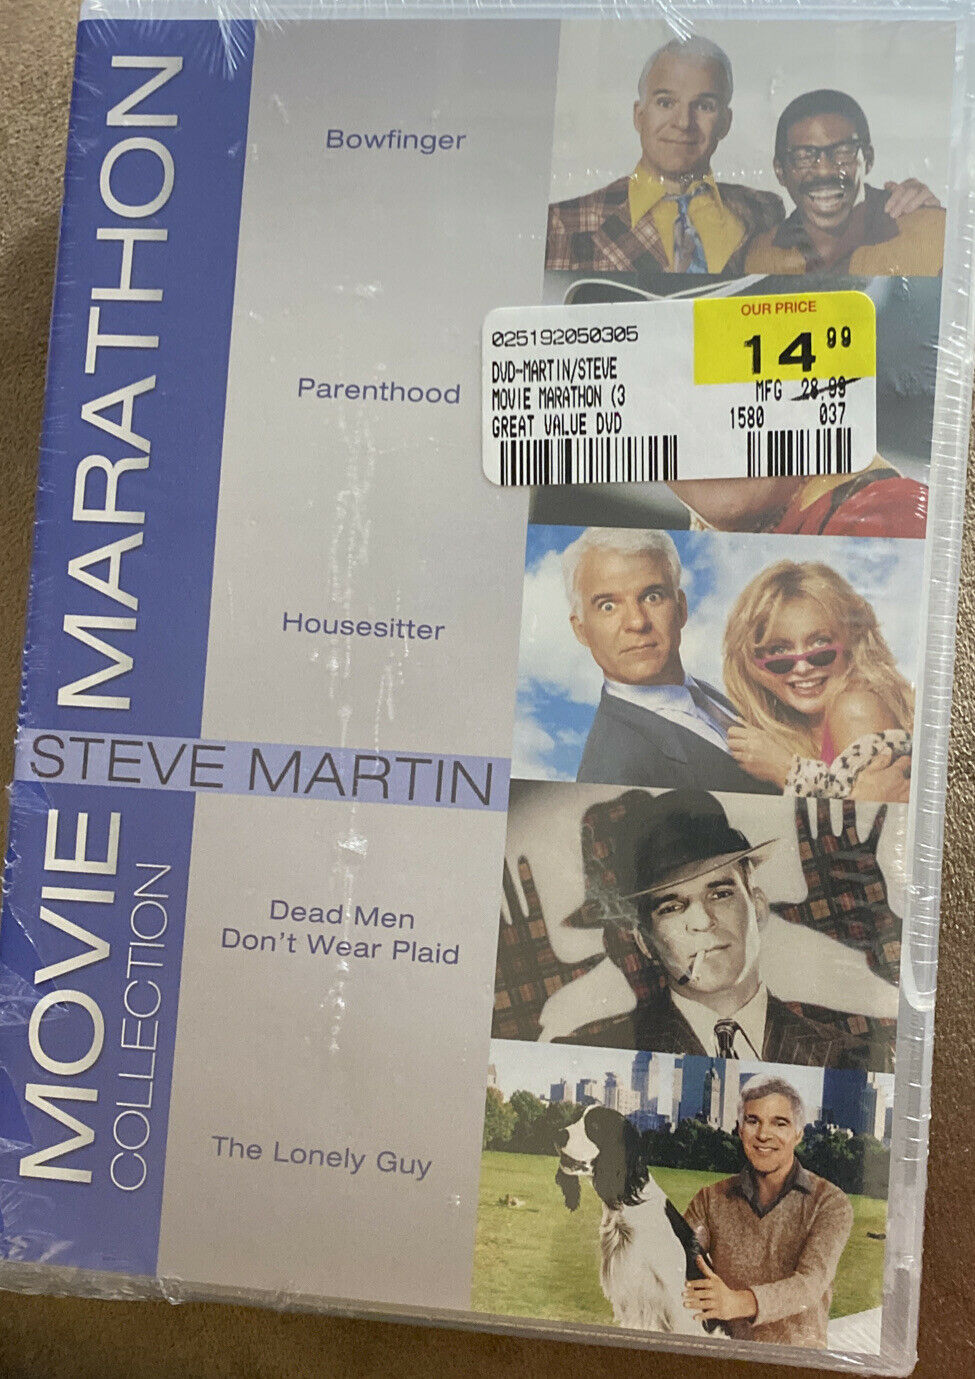 MOVIE MARATHON
COLLECTION
STEVE MARTIN
Bowfinger
Parenthood
Housesitter
Dead Men
Don't Wear Plaid
The Lonely Guy
025192050305
DVD-MARTIN/STEVE
MOVIE MARATHON (3
GREAT VALUE DVD
OUR PRICE
14.99
MFG 28.99
1580 037